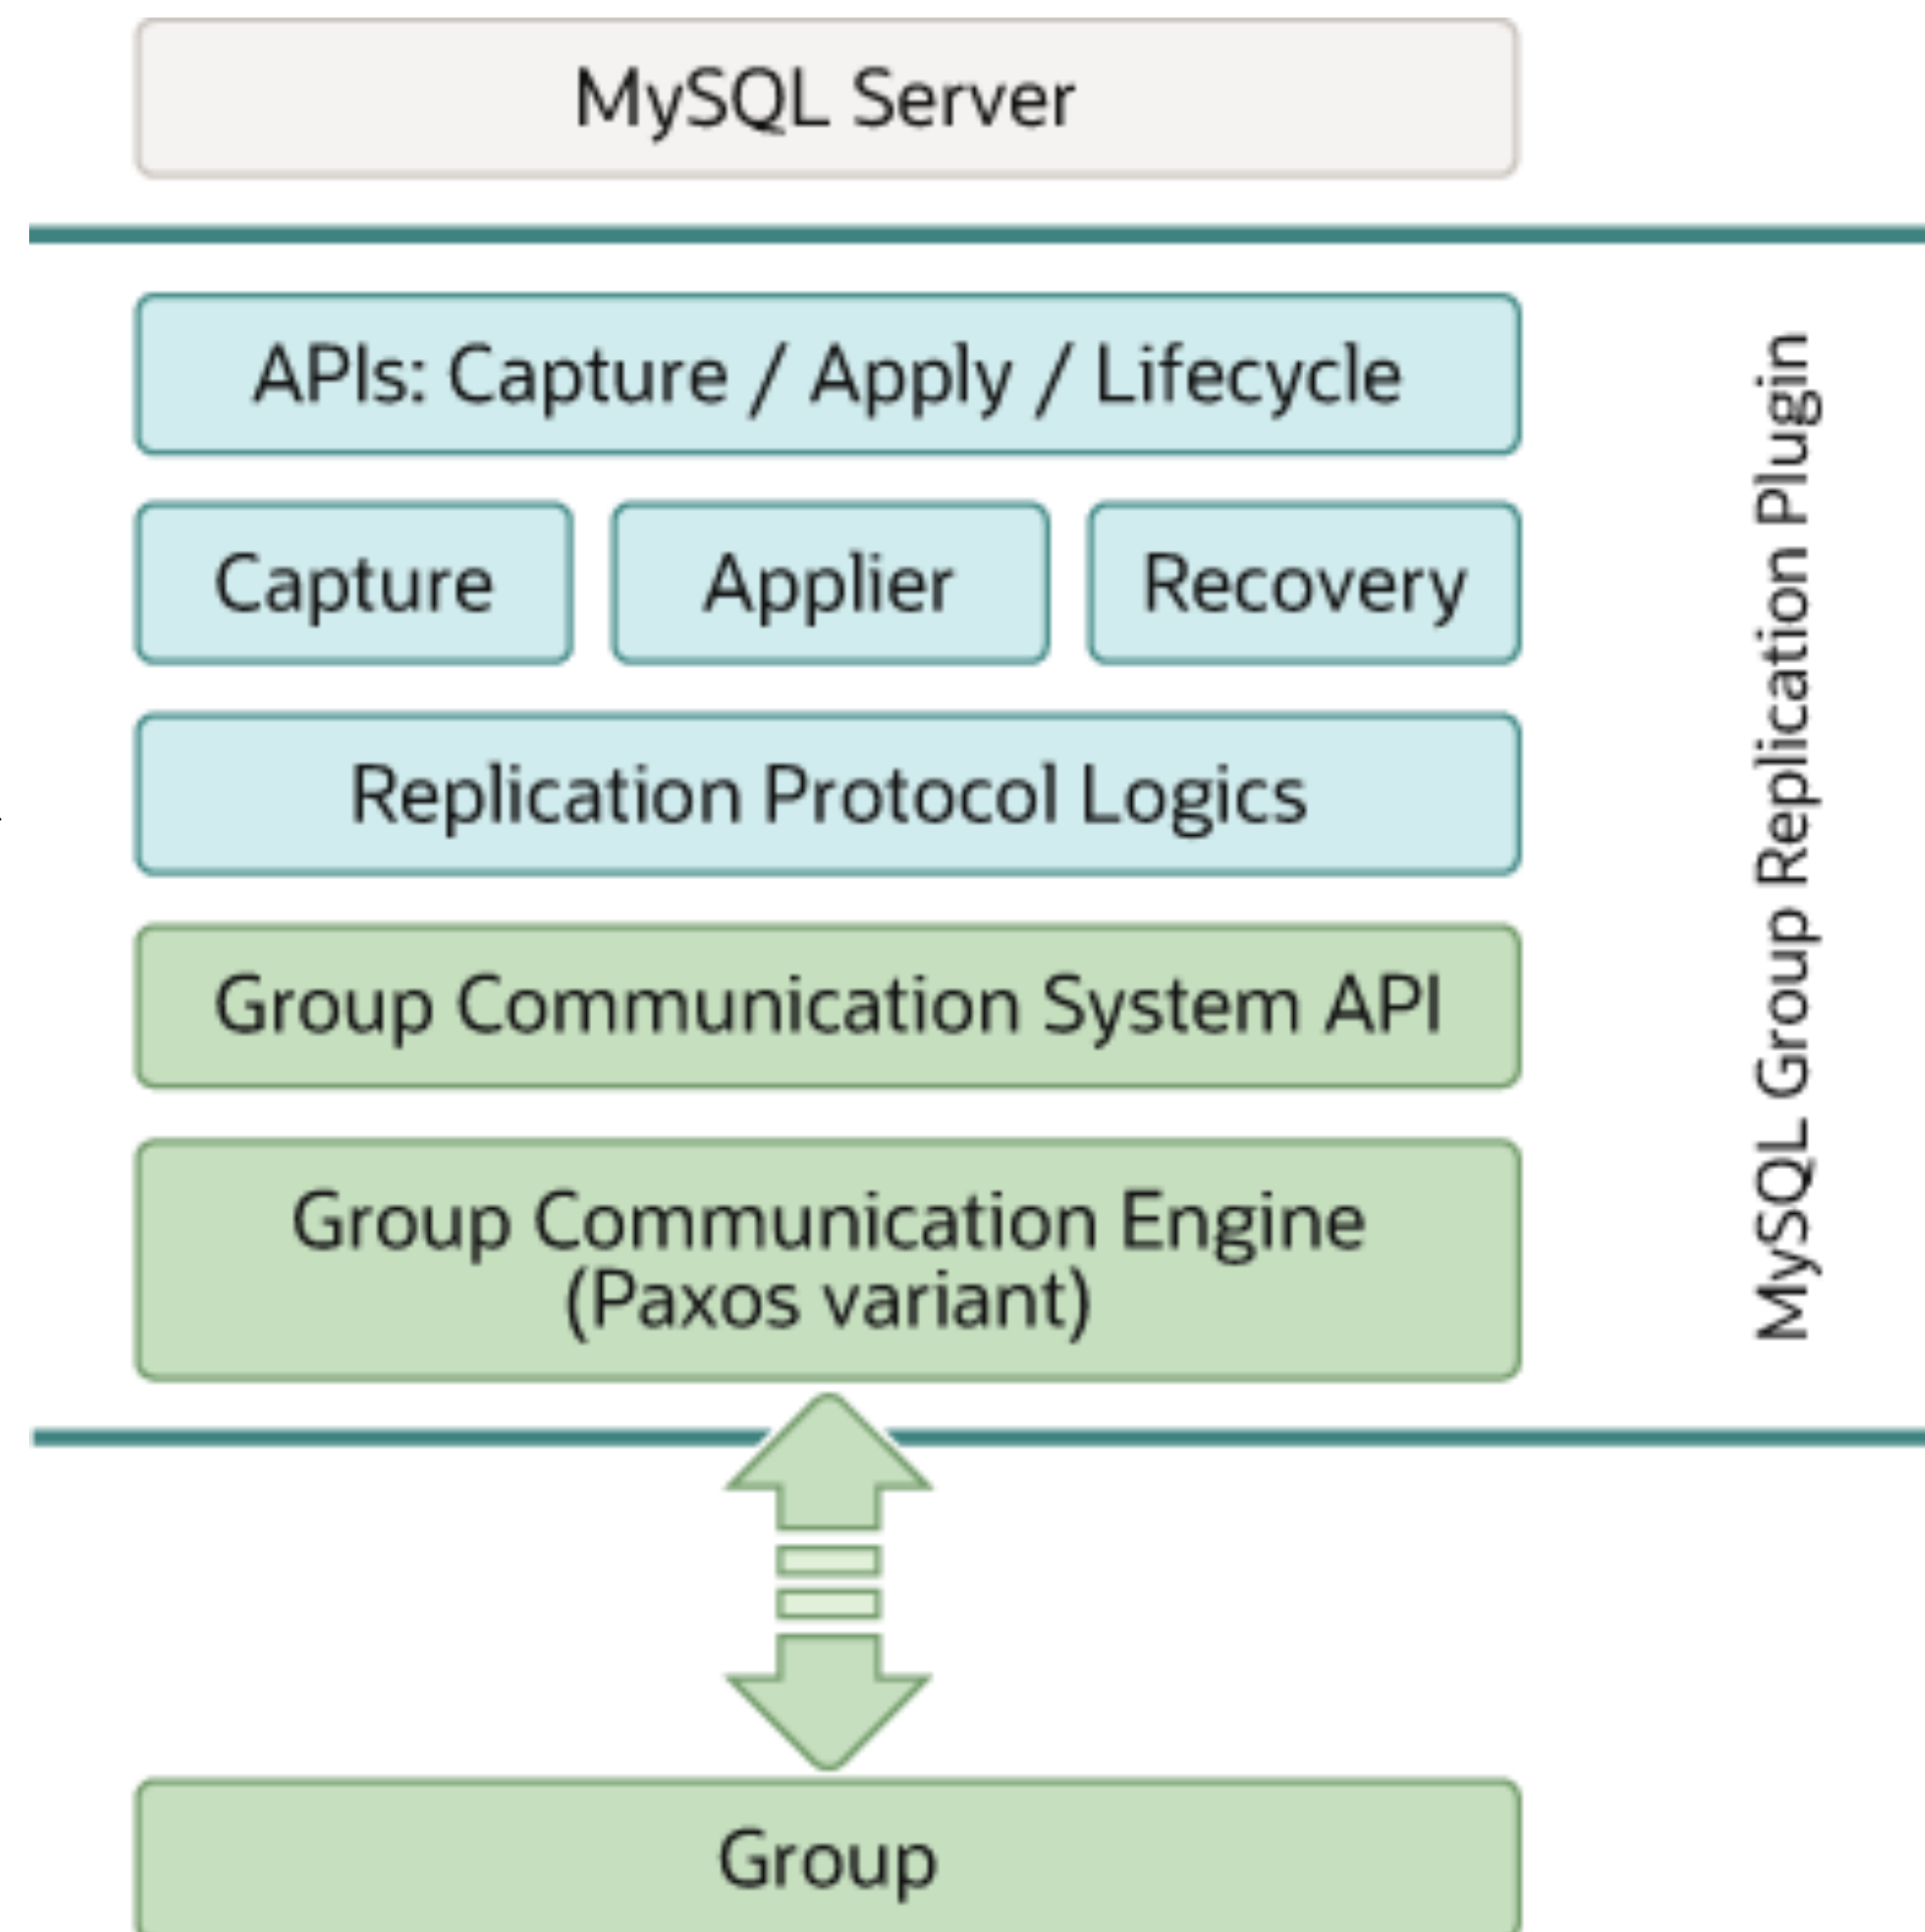 MySQL Server
APIs: Capture / Apply / Lifecycle
Capture
Applier
Recovery
Replication Protocol Logics
Group Communication System API
Group Communication Engine
(Paxos variant)
MySQL Group Replication Plugin
Group